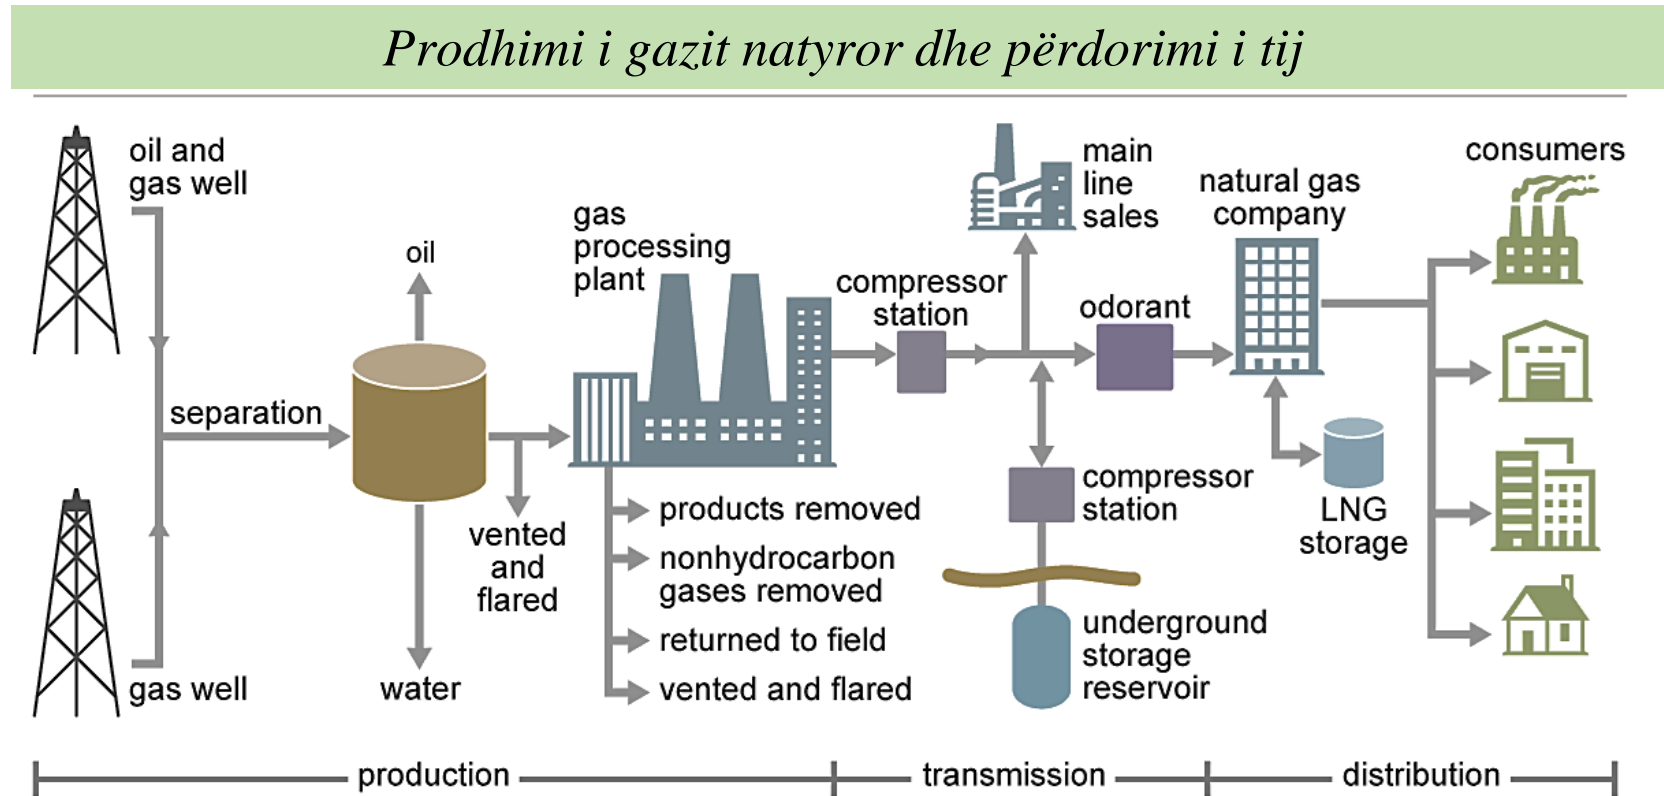 Prodhimi i gazit natyror dhe përdorimi i tij
oil and
gas well
separation
gas well
oil
water
vented
and
flared
gas
processing
plant
products removed
nonhydrocarbon
gases removed
returned to field
vented and flared
compressor
station
main
line
sales
odorant
compressor
station
underground
storage
reservoir
natural gas
company
LNG
storage
consumers
production
transmission
distribution